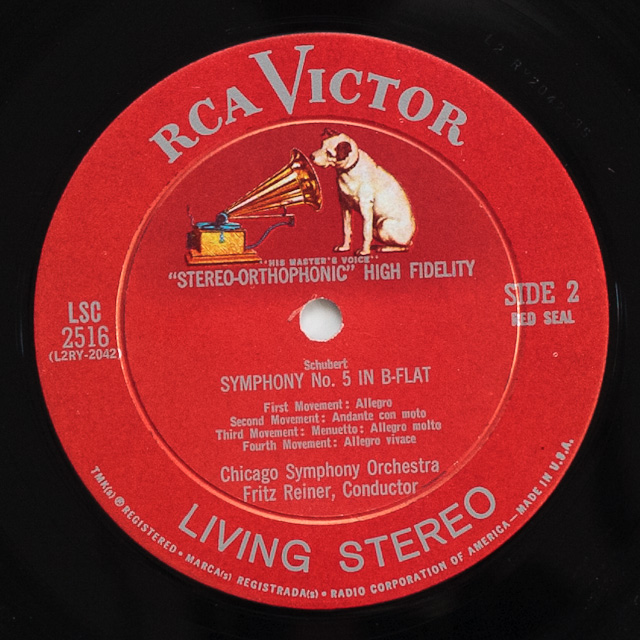 RCA VICTOR
"HIS MASTER'S VOICE"
"STEREO-ORTHOPHONIC" HIGH FIDELITY
LSC
2516
(L2RY-2042)
SIDE 2
RED SEAL
Schubert
SYMPHONY No. 5 IN B-FLAT
First Movement: Allegro
Second Movement: Andante con moto
Third Movement: Menuetto: Allegro molto
Fourth Movement: Allegro vivace
Chicago Symphony Orchestra
Fritz Reiner, Conductor
LIVING STEREO
TMK(s) ® REGISTERED • MARCA(s) REGISTRADA(s) • RADIO CORPORATION OF AMERICA—MADE IN U.S.A.